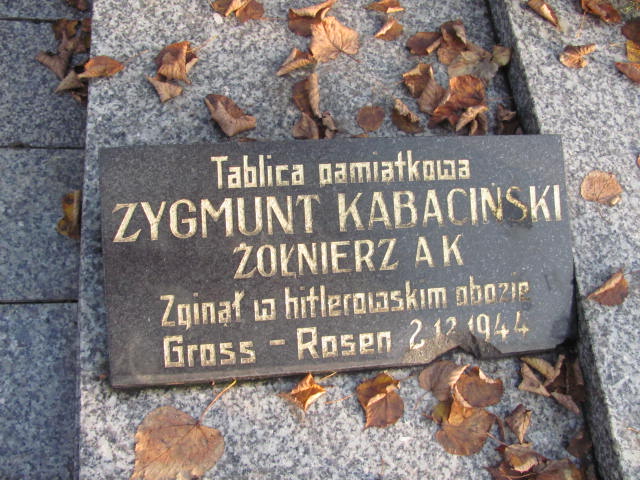 Tablica pamiątkowa
ZYGMUNT KABACIŃSKI
ŻOŁNIERZ AK
Zginął w hitlerowskim obozie
Gross – Rosen 2.12.1944